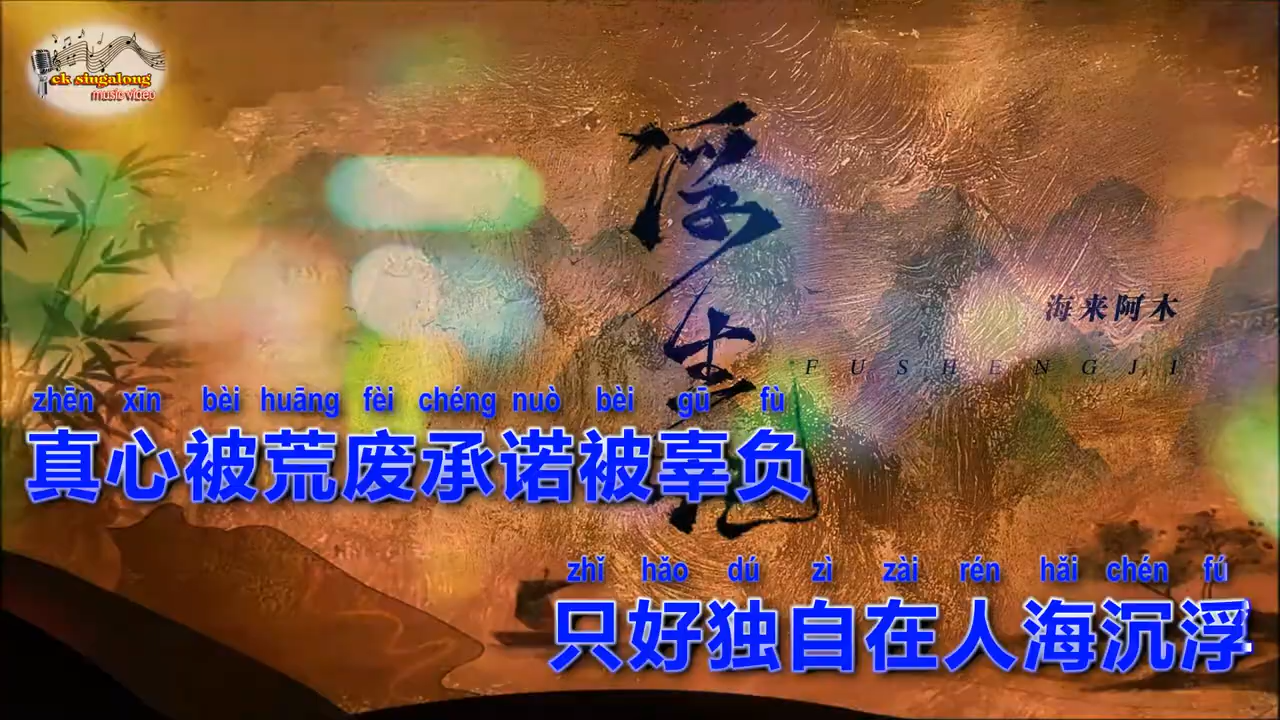 ck singalong
music video
浮生记
海来阿木
FUSHENGJI
zhēn xīn bèi huāng fèi chéng nuò bèi gū fù
真心被荒废承诺被辜负
zhǐ hǎo dú zì zài rén hǎi chén fú
只好独自在人海沉浮